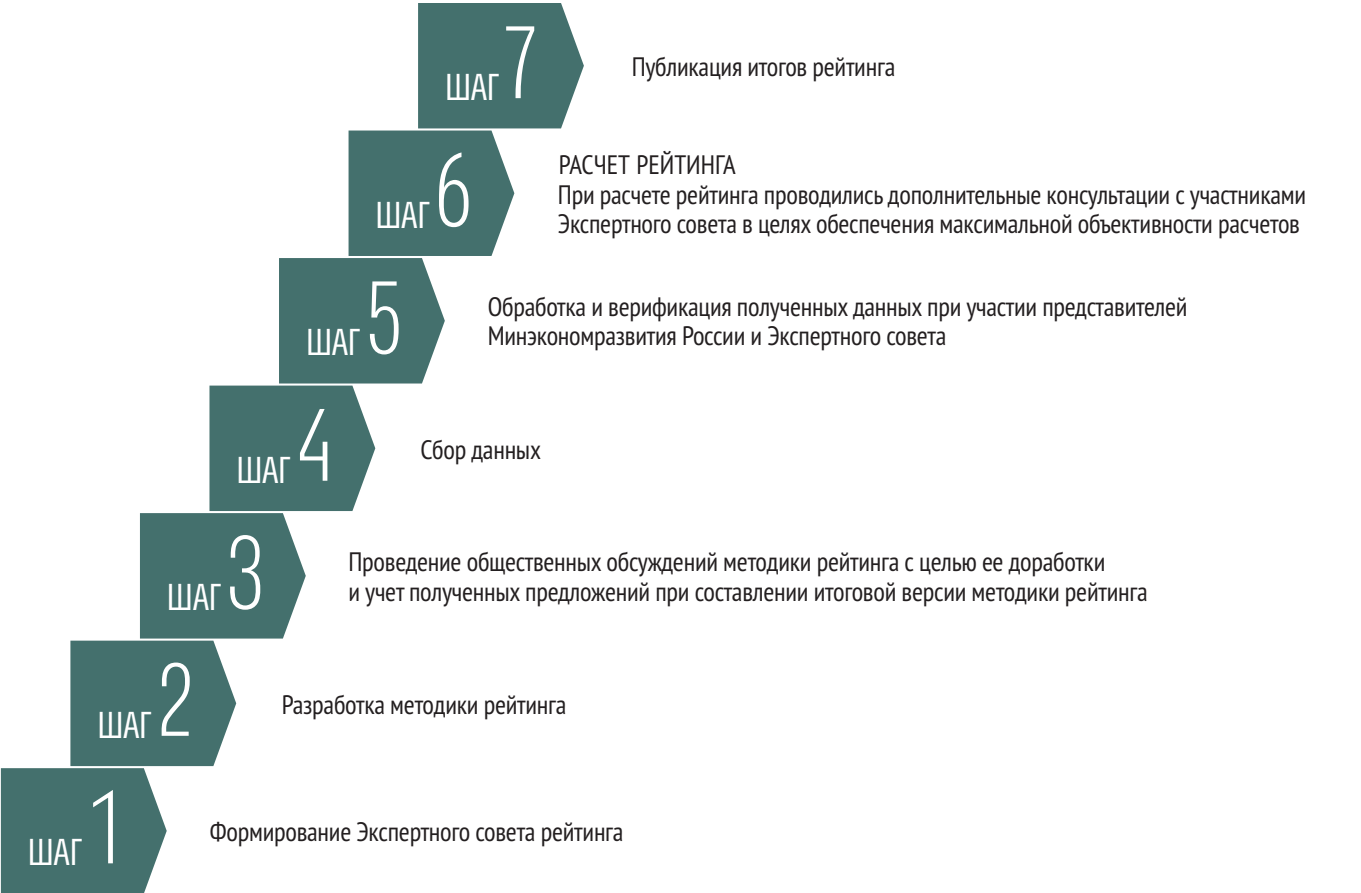 ШАГ 7
Публикация итогов рейтинга
ШАГ 6
РАСЧЕТ РЕЙТИНГА
При расчете рейтинга проводились дополнительные консультации с участниками
Экспертного совета в целях обеспечения максимальной объективности расчетов
ШАГ 5
Обработка и верификация полученных данных при участии представителей
Минэкономразвития России и Экспертного совета
ШАГ 4
Сбор данных
ШАГ 3
Проведение общественных обсуждений методики рейтинга с целью ее доработки
и учет полученных предложений при составлении итоговой версии методики рейтинга
ШАГ 2
Разработка методики рейтинга
ШАГ 1
Формирование Экспертного совета рейтинга